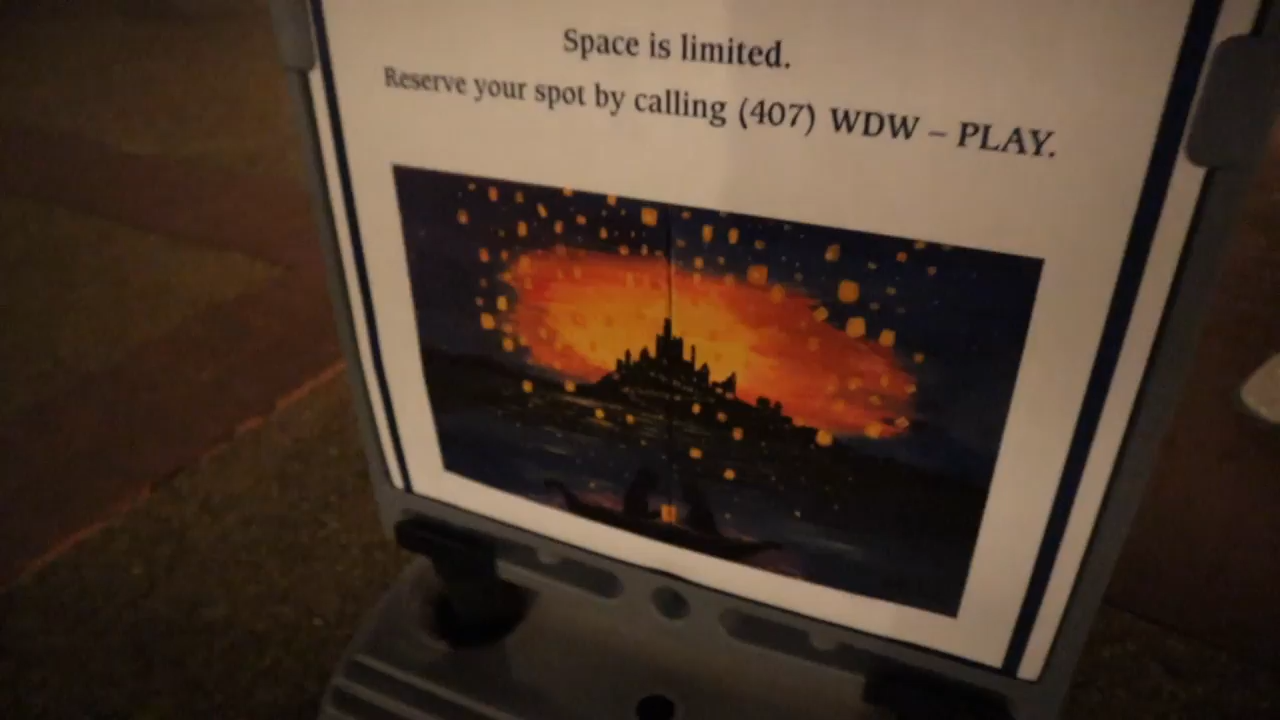 Space is limited.
Reserve your spot by calling (407) WDW – PLAY.